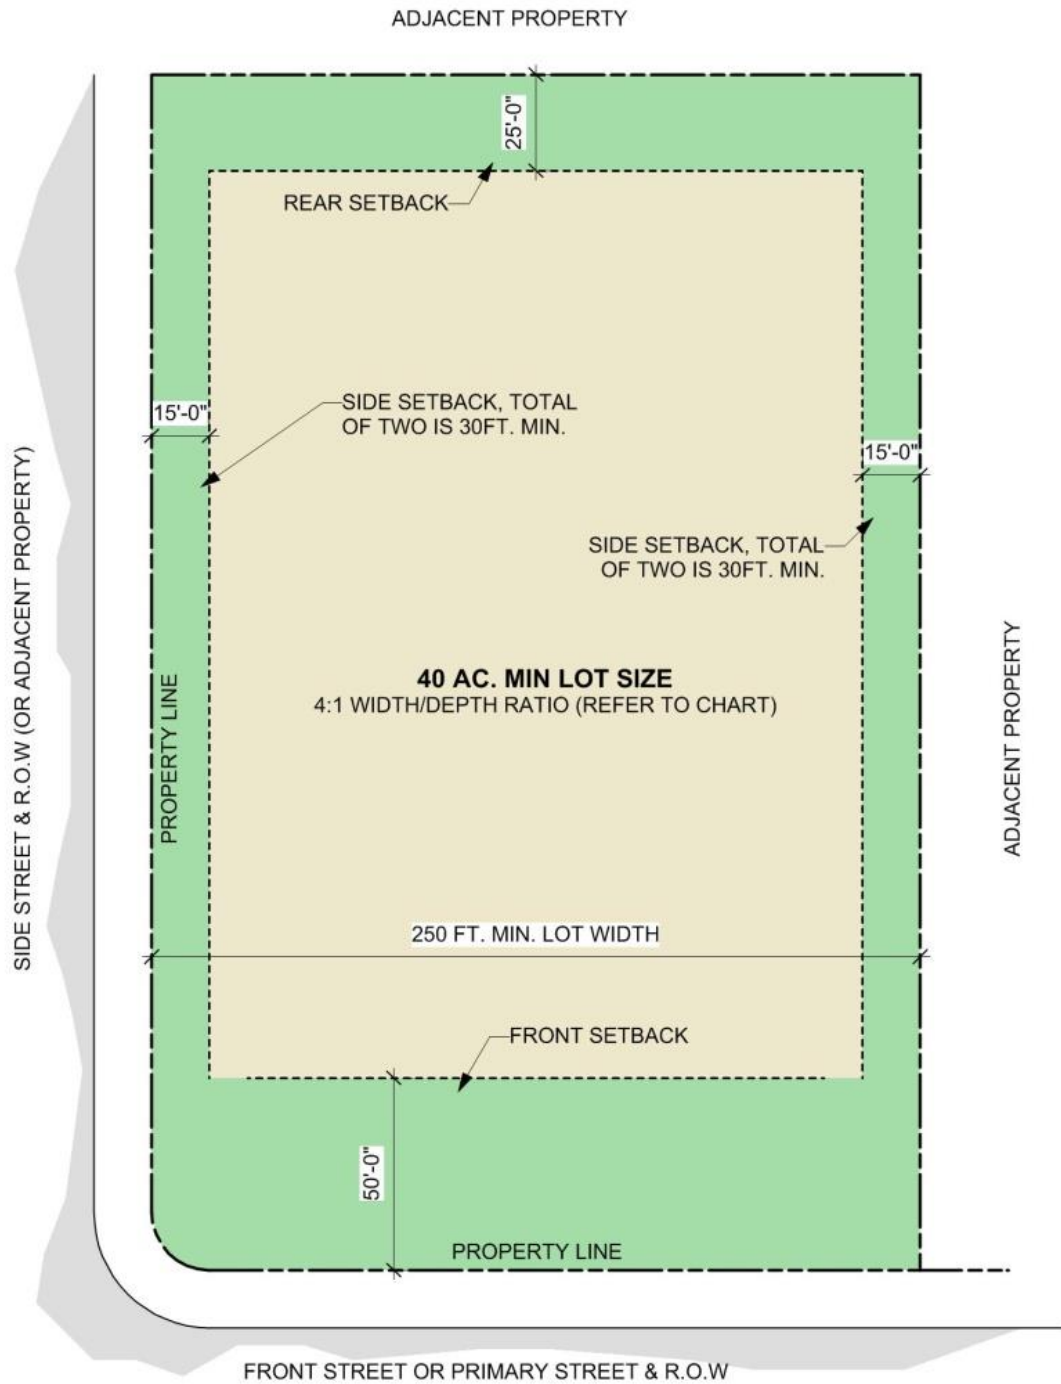 ADJACENT PROPERTY
25'-0"
REAR SETBACK
SIDE SETBACK, TOTAL
OF TWO IS 30FT. MIN.
15'-0"
15'-0"
SIDE SETBACK, TOTAL
OF TWO IS 30FT. MIN.
SIDE STREET & R.O.W (OR ADJACENT PROPERTY)
PROPERTY LINE
40 AC. MIN LOT SIZE
4:1 WIDTH/DEPTH RATIO (REFER TO CHART)
ADJACENT PROPERTY
250 FT. MIN. LOT WIDTH
FRONT SETBACK
50'-0"
PROPERTY LINE
FRONT STREET OR PRIMARY STREET & R.O.W